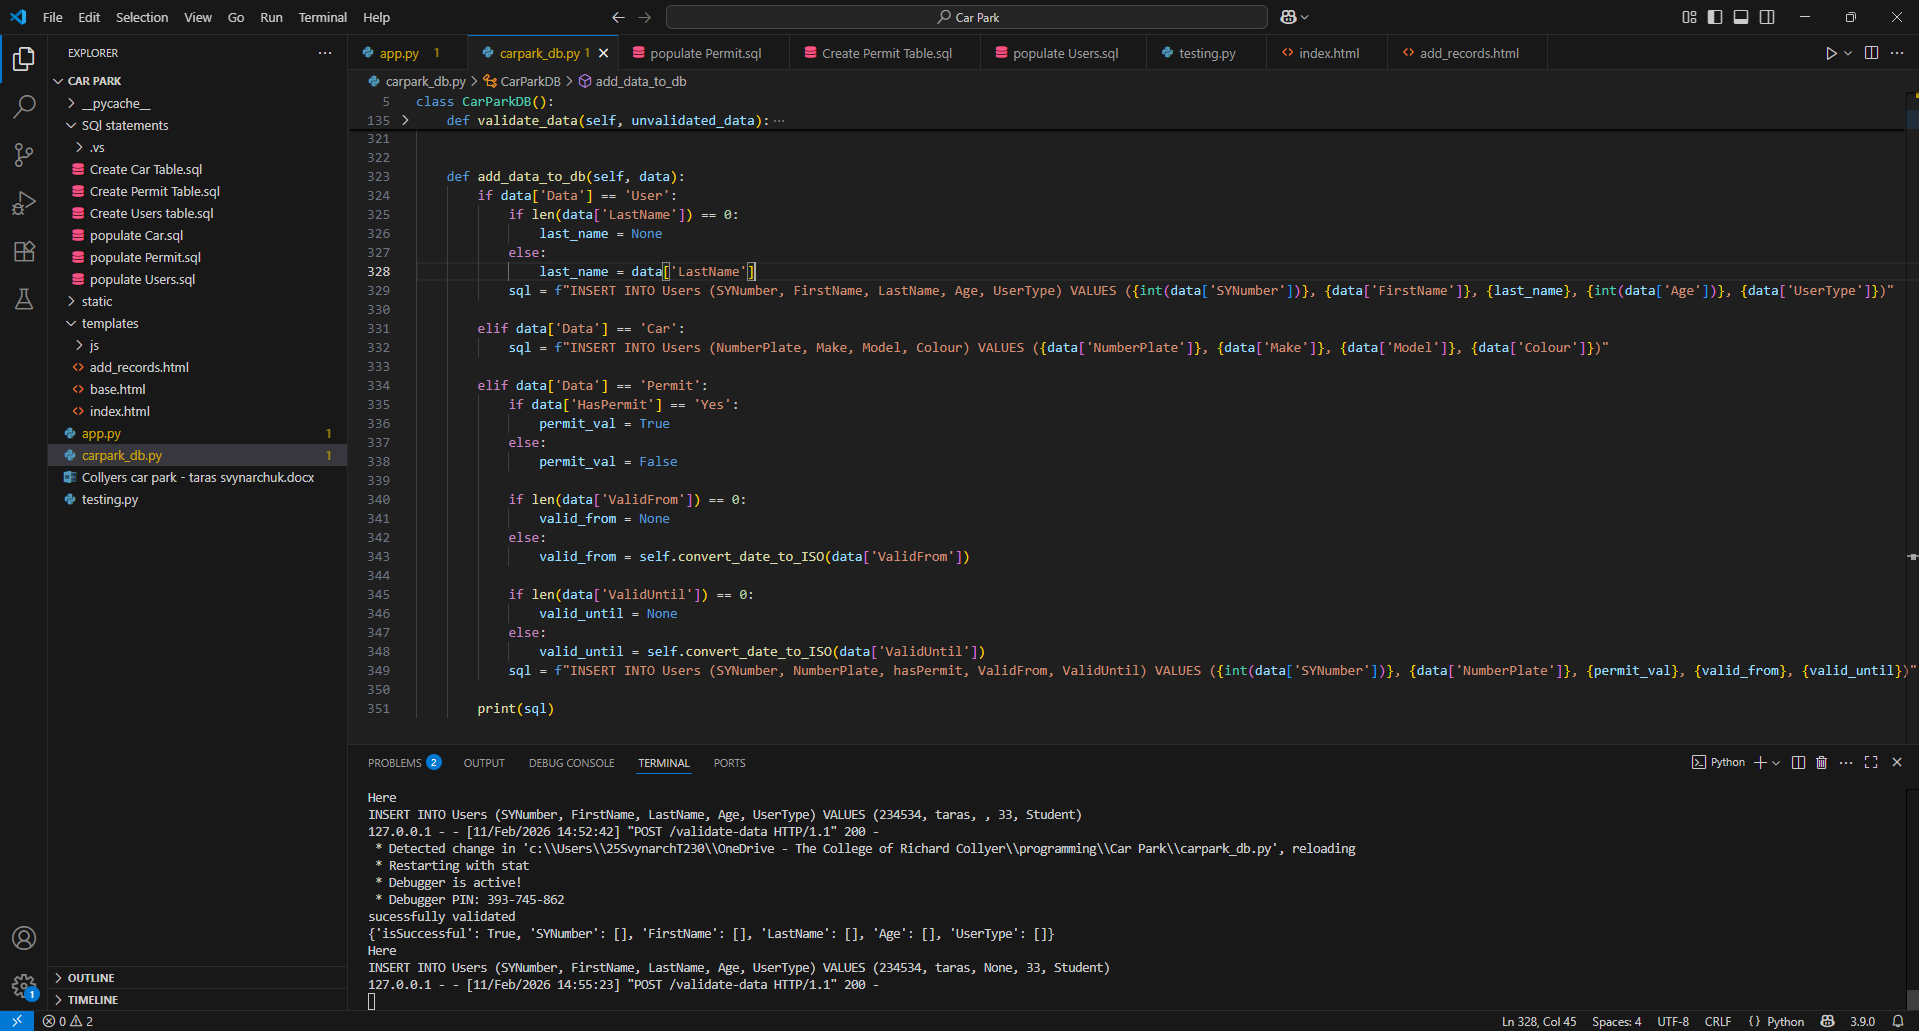 File Edit Selection View Go Run Terminal Help
Car Park
EXPLORER
CAR PARK
__pycache__
SQl statements
.vs
Create Car Table.sql
Create Permit Table.sql
Create Users table.sql
populate Car.sql
populate Permit.sql
populate Users.sql
static
templates
js
add_records.html
base.html
index.html
app.py 1
carpark_db.py 1
Collyers car park - taras svynarchuk.docx
testing.py
OUTLINE
TIMELINE
app.py 1 carpark_db.py 1 populate Permit.sql Create Permit Table.sql populate Users.sql testing.py index.html add_records.html
carpark_db.py > CarParkDB > add_data_to_db
5 class CarParkDB():
135 def validate_data(self, unvalidated_data): ...
321
322
323 def add_data_to_db(self, data):
324 if data['Data'] == 'User':
325 if len(data['LastName']) == 0:
326 last_name = None
327 else:
328 last_name = data['LastName']
329 sql = f"INSERT INTO Users (SYNumber, FirstName, LastName, Age, UserType) VALUES ({int(data['SYNumber'])}, {data['FirstName']}, {last_name}, {int(data['Age'])}, {data['UserType']})"
330
331 elif data['Data'] == 'Car':
332 sql = f"INSERT INTO Users (NumberPlate, Make, Model, Colour) VALUES ({data['NumberPlate']}, {data['Make']}, {data['Model']}, {data['Colour']})"
333
334 elif data['Data'] == 'Permit':
335 if data['HasPermit'] == 'Yes':
336 permit_val = True
337 else:
338 permit_val = False
339
340 if len(data['ValidFrom']) == 0:
341 valid_from = None
342 else:
343 valid_from = self.convert_date_to_ISO(data['ValidFrom'])
344
345 if len(data['ValidUntil']) == 0:
346 valid_until = None
347 else:
348 valid_until = self.convert_date_to_ISO(data['ValidUntil'])
349 sql = f"INSERT INTO Users (SYNumber, NumberPlate, hasPermit, ValidFrom, ValidUntil) VALUES ({int(data['SYNumber'])}, {data['NumberPlate']}, {permit_val}, {valid_from}, {valid_until})"
350
351 print(sql)
PROBLEMS 2 OUTPUT DEBUG CONSOLE TERMINAL PORTS
Python
Here
INSERT INTO Users (SYNumber, FirstName, LastName, Age, UserType) VALUES (234534, taras, , 33, Student)
127.0.0.1 - - [11/Feb/2026 14:52:42] "POST /validate-data HTTP/1.1" 200 -
* Detected change in 'c:\\Users\\25SvynarchT230\\OneDrive - The College of Richard Collyer\\programming\\Car Park\\carpark_db.py', reloading
* Restarting with stat
* Debugger is active!
* Debugger PIN: 393-745-862
sucessfully validated
{'isSuccessful': True, 'SYNumber': [], 'FirstName': [], 'LastName': [], 'Age': [], 'UserType': []}
Here
INSERT INTO Users (SYNumber, FirstName, LastName, Age, UserType) VALUES (234534, taras, None, 33, Student)
127.0.0.1 - - [11/Feb/2026 14:55:23] "POST /validate-data HTTP/1.1" 200 -
1
0 2
Ln 328, Col 45 Spaces: 4 UTF-8 CRLF {} Python 3.9.0